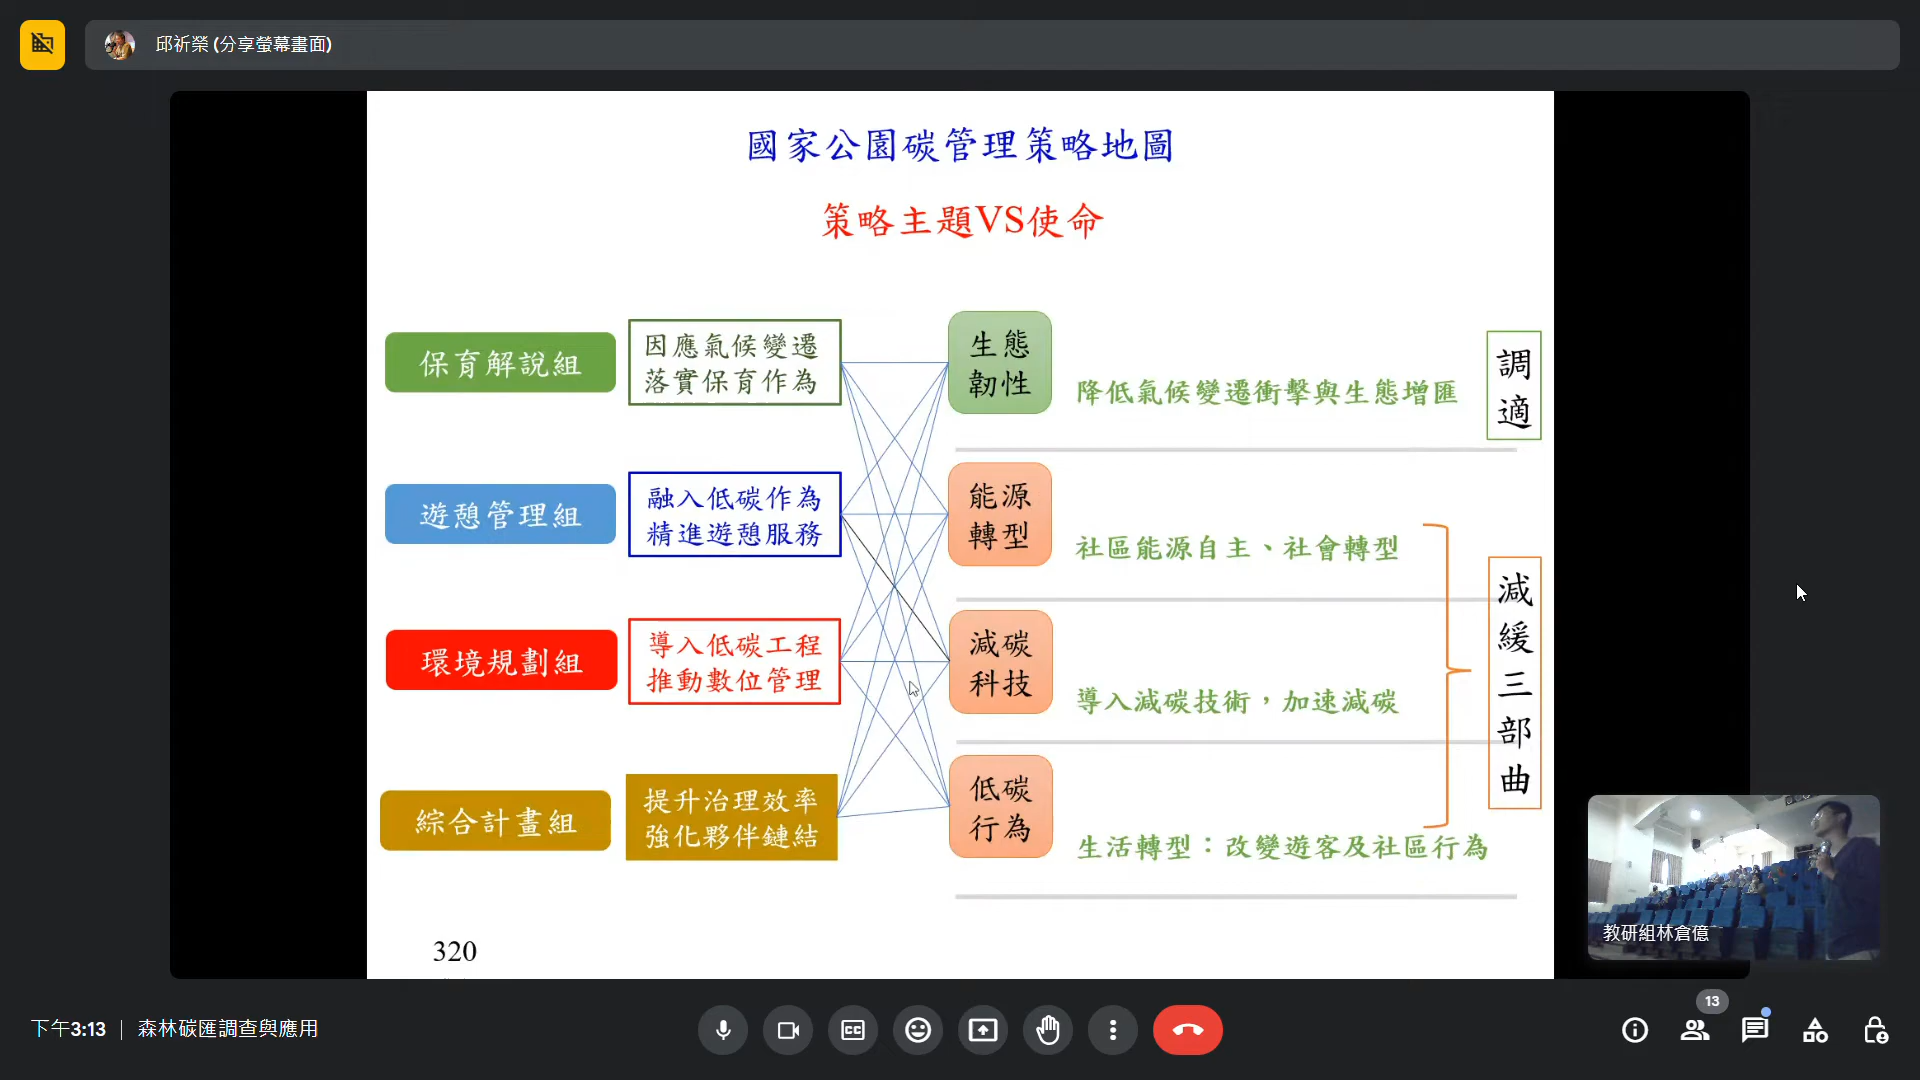 邱祈榮 (分享螢幕畫面)
國家公園碳管理策略地圖
策略主題VS使命
保育解說組
因應氣候變遷
落實保育作為
生態
韌性
降低氣候變遷衝擊與生態增匯
調
適
遊憩管理組
融入低碳作為
精進遊憩服務
能源
轉型
社區能源自主、社會轉型
環境規劃組
導入低碳工程
推動數位管理
減碳
科技
導入減碳技術，加速減碳
減
緩
三
部
曲
綜合計畫組
提升治理效率
強化夥伴鏈結
低碳
行為
生活轉型：改變遊客及社區行為
320
教研組林倉億
下午3:13
森林碳匯調查與應用
CC
13